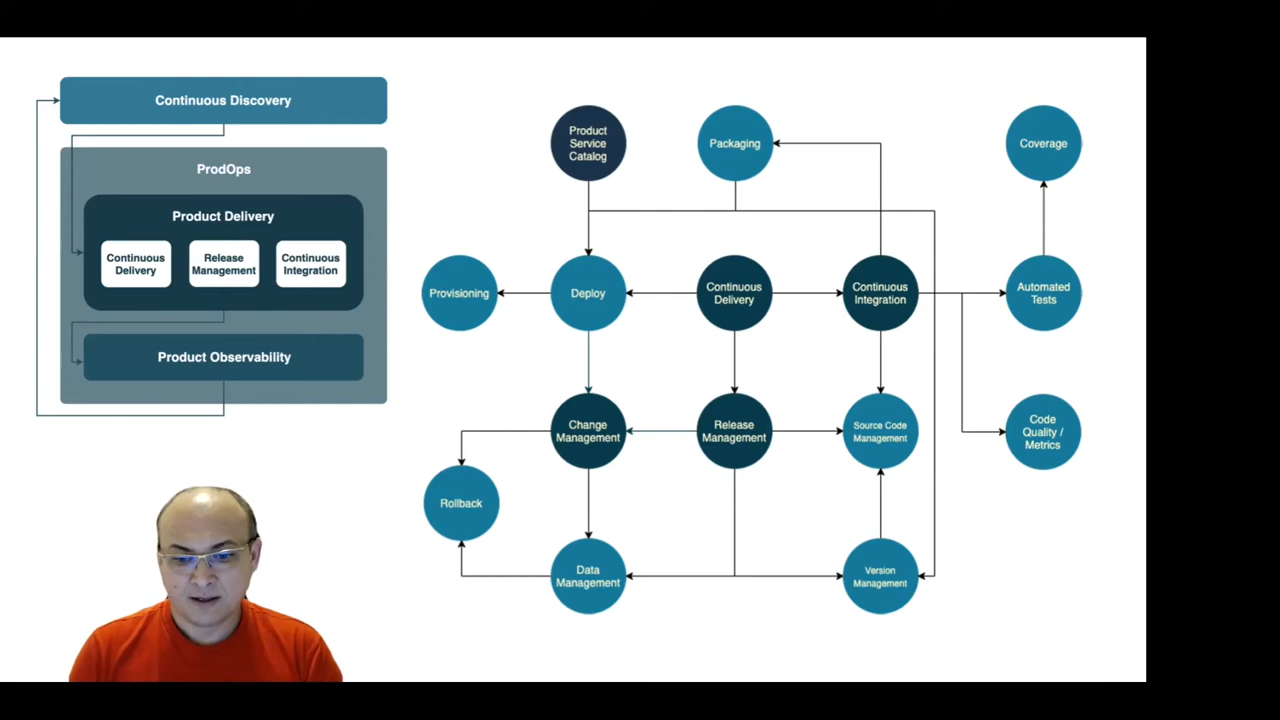 Continuous Discovery
ProdOps
Product Delivery
Continuous
Delivery
Release
Management
Continuous
Integration
Product Observability
Product
Service
Catalog
Packaging
Coverage
Provisioning
Deploy
Continuous
Delivery
Continuous
Integration
Automated
Tests
Change
Management
Release
Management
Source Code
Management
Code
Quality /
Metrics
Rollback
Data
Management
Version
Management